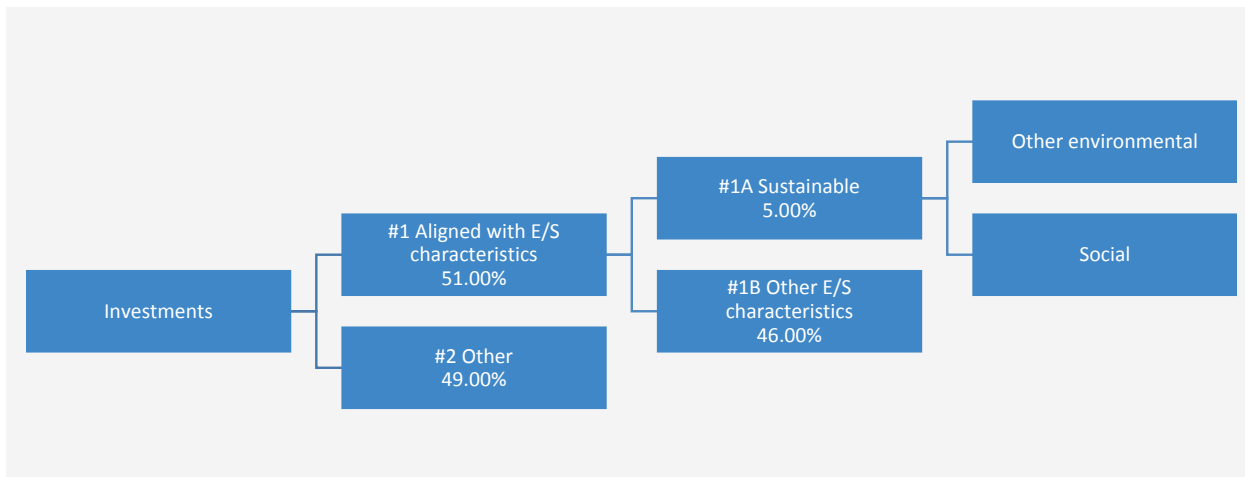 Investments
#1 Aligned with E/S
characteristics
51.00%
#2 Other
49.00%
#1A Sustainable
5.00%
#1B Other E/S
characteristics
46.00%
Other environmental
Social